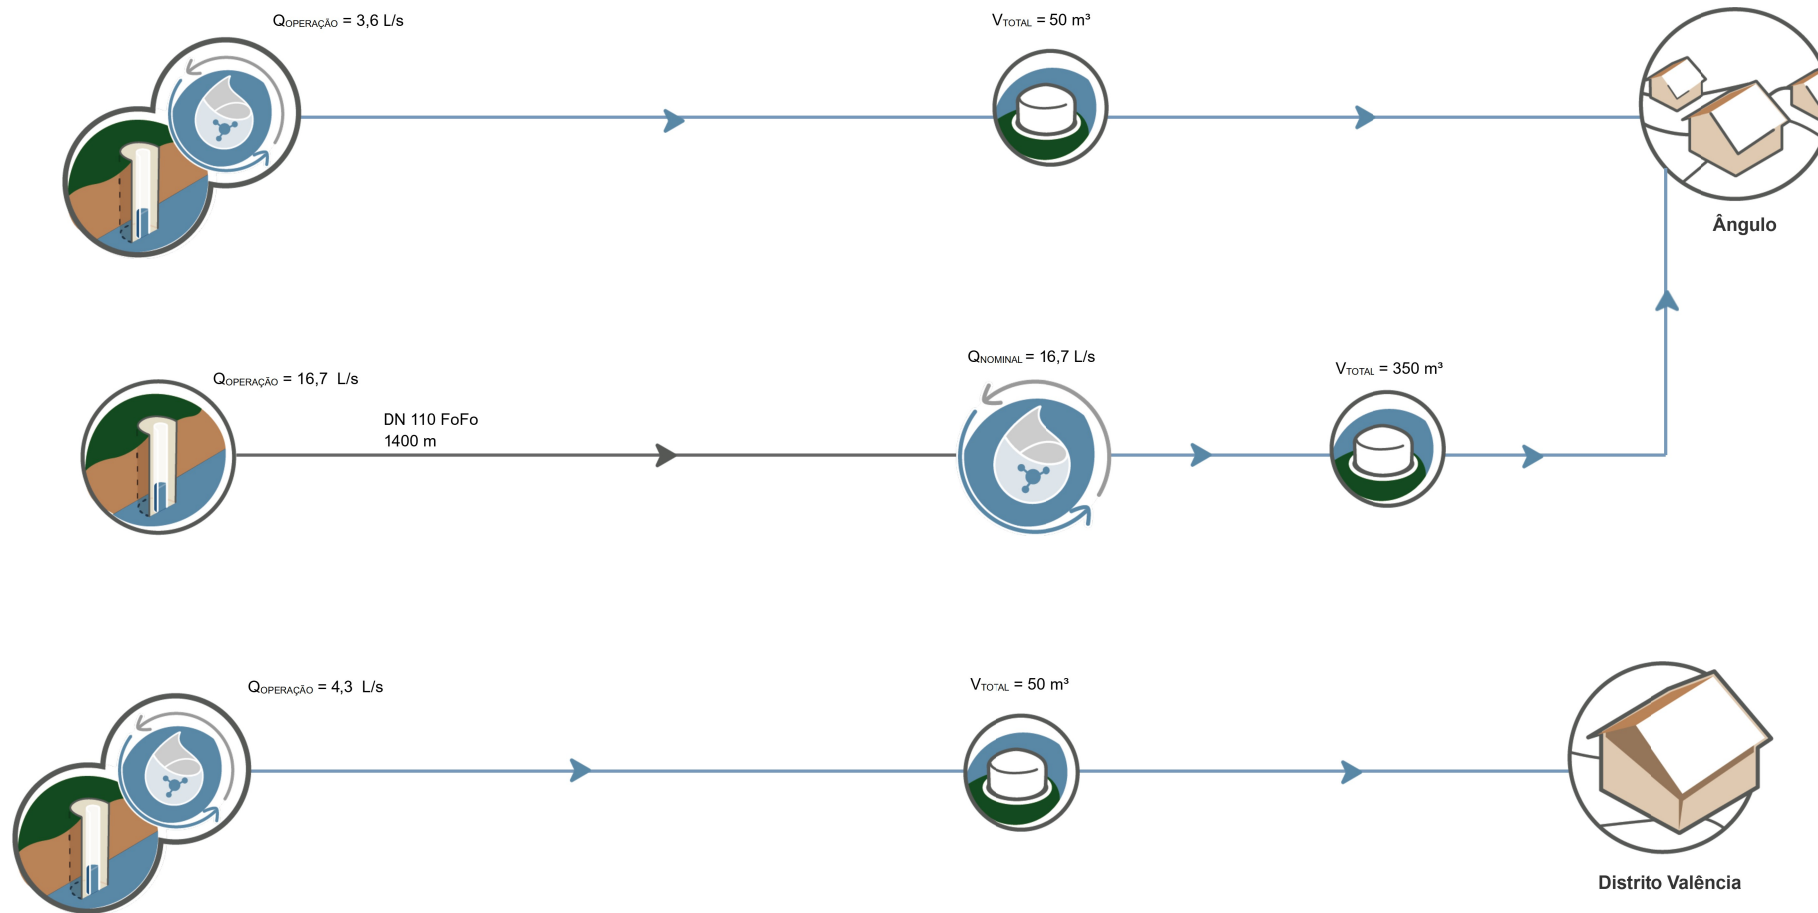 QOPERAÇÃO = 3,6 L/s
VTOTAL = 50 m³
Ângulo
QOPERAÇÃO = 16,7 L/s
DN 110 FoFo
1400 m
QNOMINAL = 16,7 L/s
VTOTAL = 350 m³
QOPERAÇÃO = 4,3 L/s
VTOTAL = 50 m³
Distrito Valência